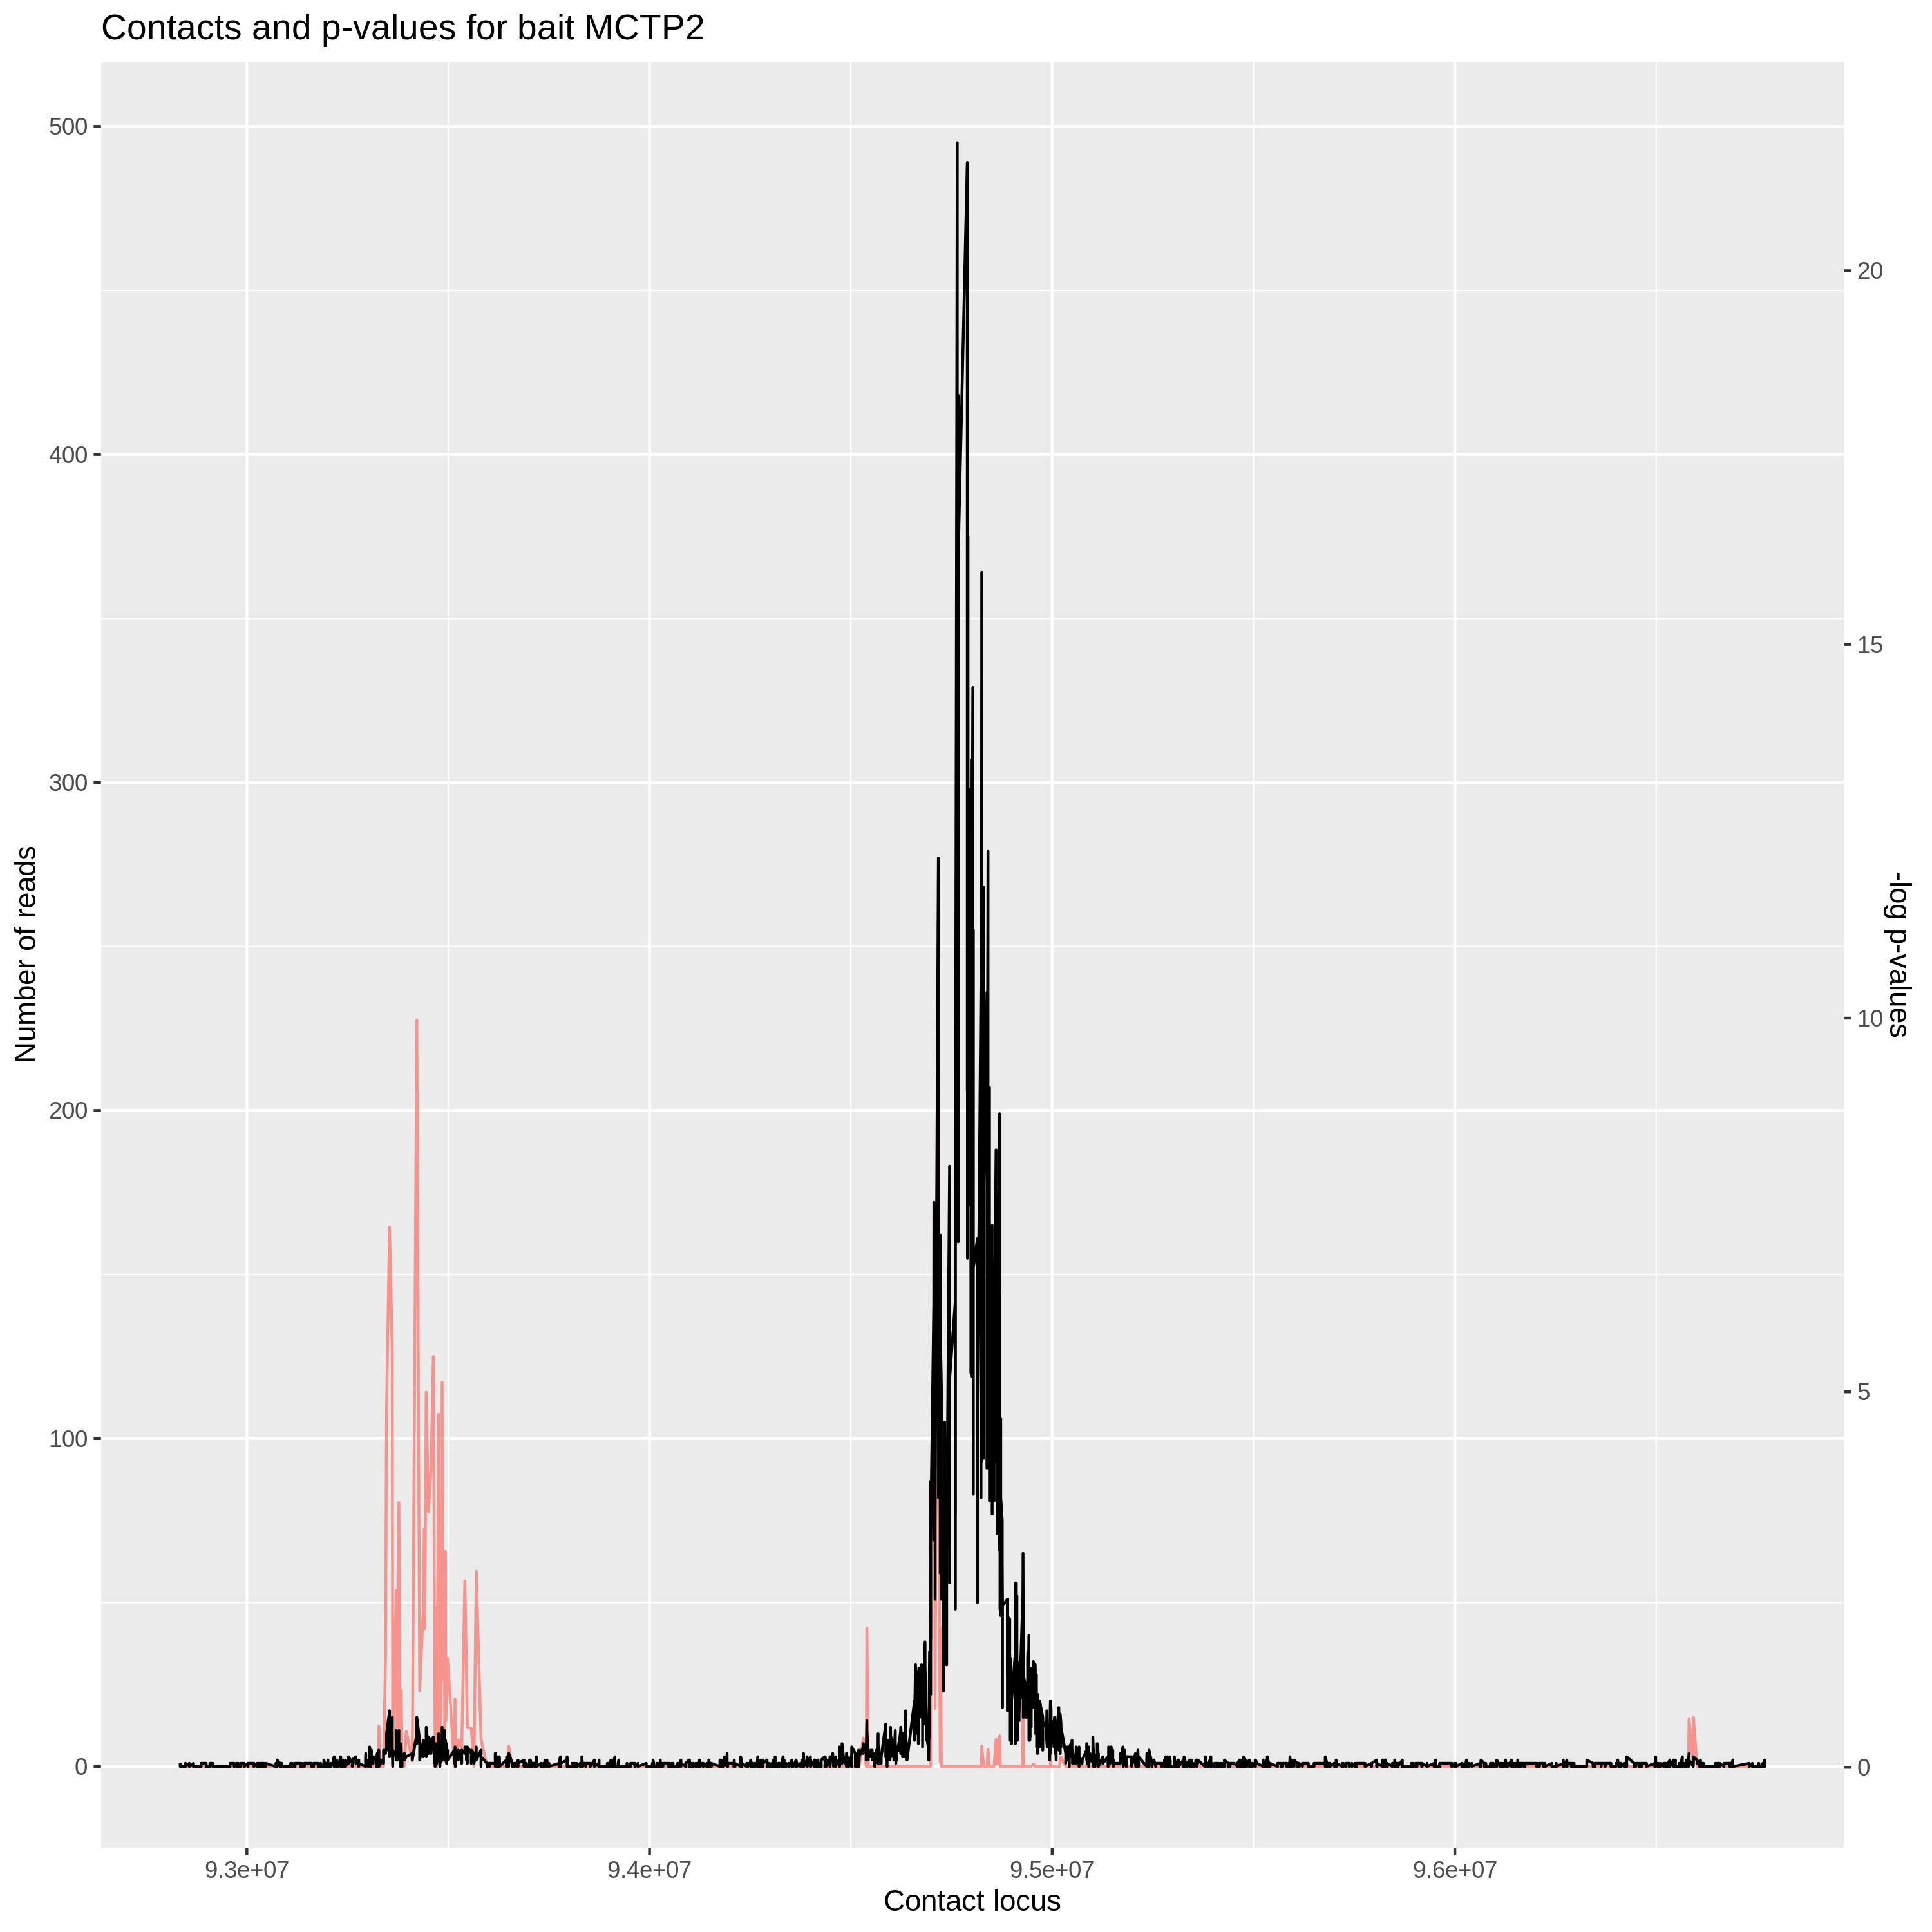 Contacts and p-values for bait MCTP2
500
400
300
200
100
0
Number of reads
20
15
10
5
0
-log p-values
9.3e+07
9.4e+07
9.5e+07
9.6e+07
Contact locus